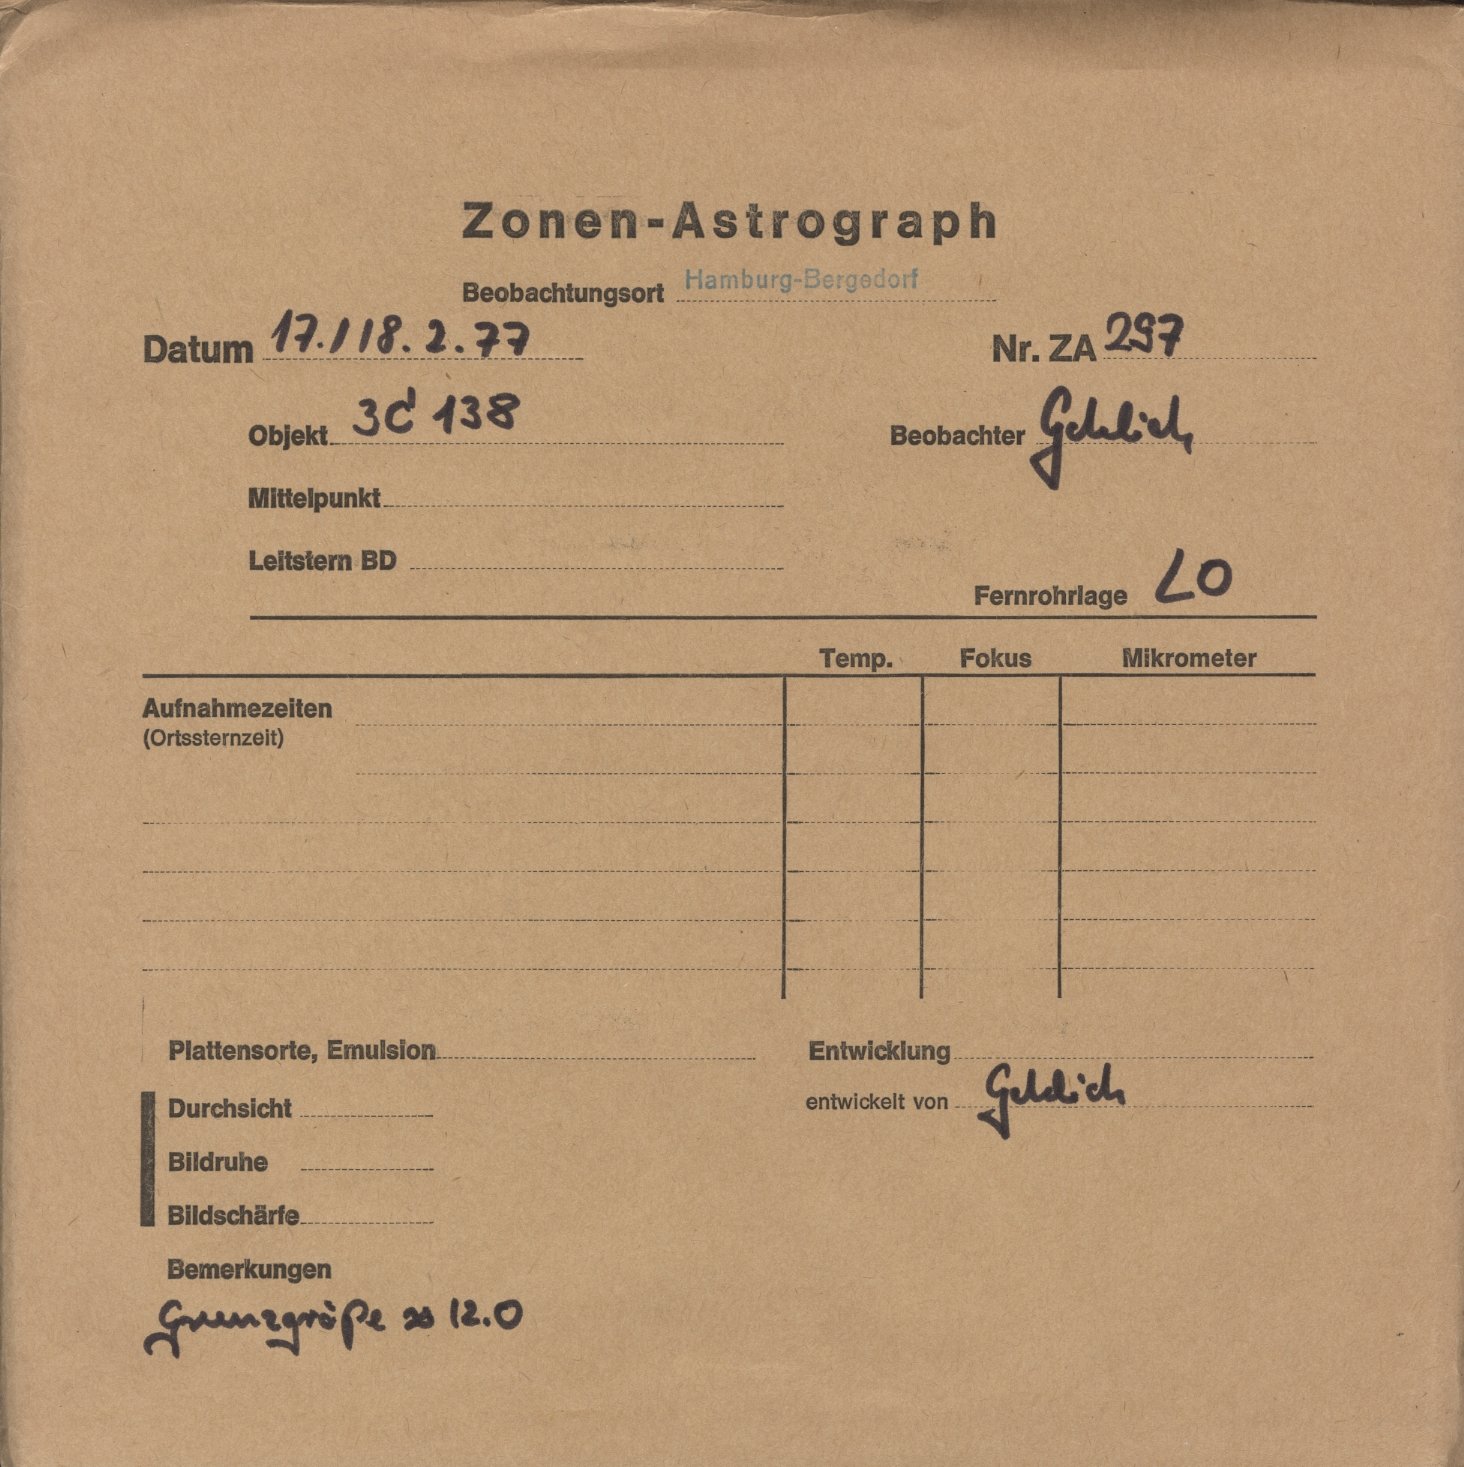 Zonen-Astrograph
Beobachtungsort Hamburg-Bergedorf
Datum 17./18.2.77 Nr. ZA 297
Objekt 3C 138 Beobachter
Mittelpunkt
Leitstern BD
Fernrohrlage LO
Temp. Fokus Mikrometer
Aufnahmezeiten
(Ortssternzeit)
Plattensorte, Emulsion Entwicklung
Durchsicht entwickelt von
Bildruhe
Bildschärfe
Bemerkungen
Grenzgröße ≈ 12.0